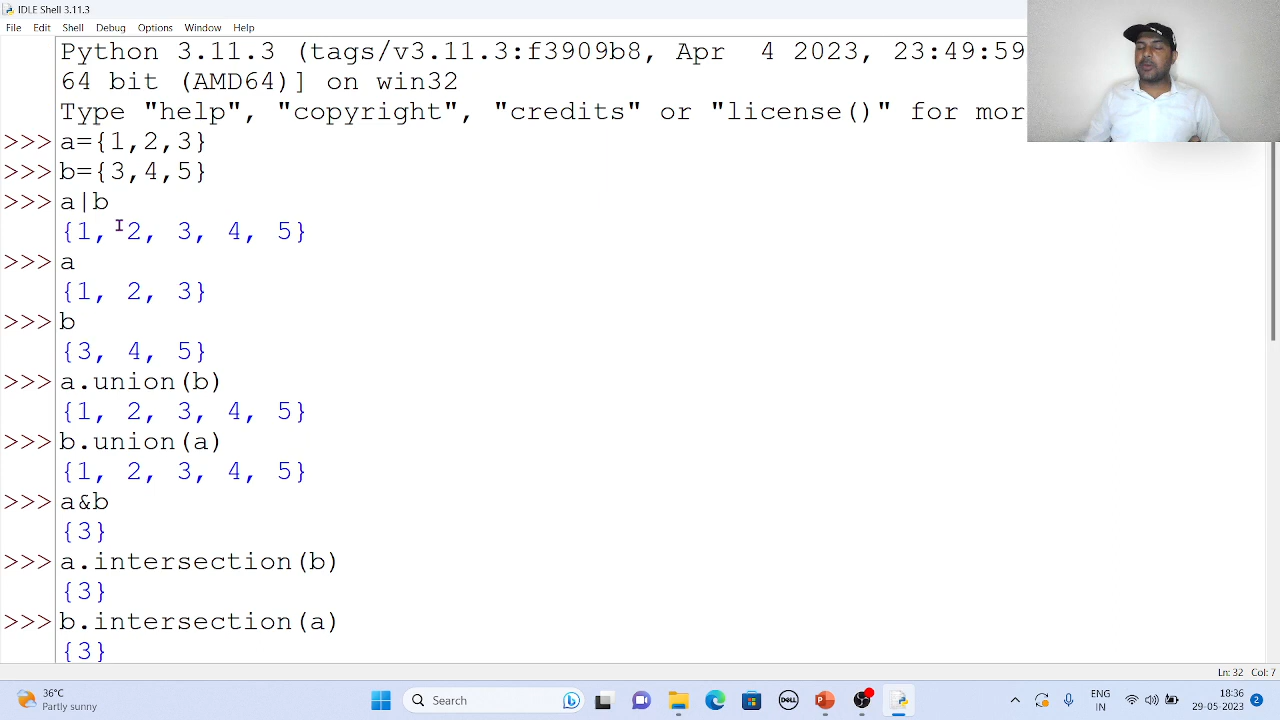 IDLE Shell 3.11.3
File Edit Shell Debug Options Window Help
Python 3.11.3 (tags/v3.11.3:f3909b8, Apr  4 2023, 23:49:59
64 bit (AMD64)] on win32
Type "help", "copyright", "credits" or "license()" for mor
>>> a={1,2,3}
>>> b={3,4,5}
>>> a|b
{1, 2, 3, 4, 5}
>>> a
{1, 2, 3}
>>> b
{3, 4, 5}
>>> a.union(b)
{1, 2, 3, 4, 5}
>>> b.union(a)
{1, 2, 3, 4, 5}
>>> a&b
{3}
>>> a.intersection(b)
{3}
>>> b.intersection(a)
{3}
Ln: 32 Col: 7
36°C
Partly sunny
Search
DELL
ENG
IN
18:36
29-05-2023
2